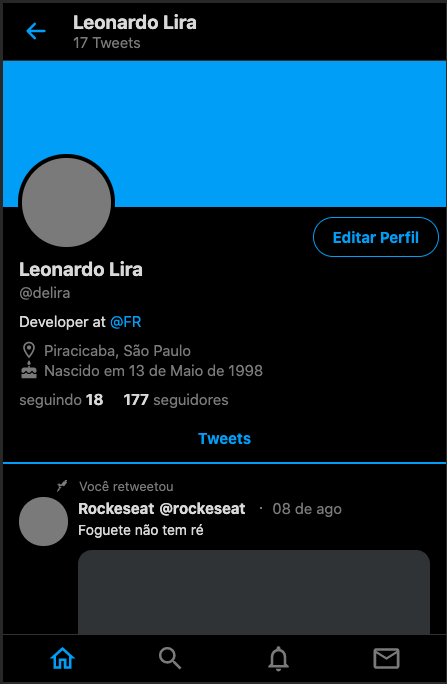 Leonardo Lira
17 Tweets
Editar Perfil
Leonardo Lira
@delira
Developer at @FR
Piracicaba, São Paulo
Nascido em 13 de Maio de 1998
seguindo 18 177 seguidores
Tweets
Você retweetou
Rockeseat @rockeseat · 08 de ago
Foguete não tem ré